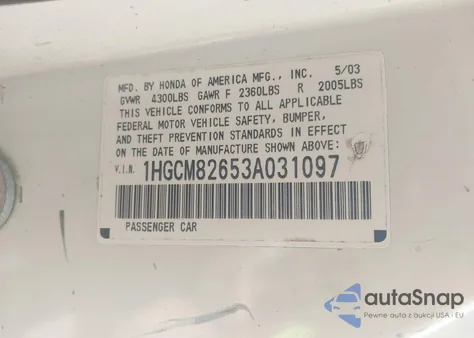 MFD. BY HONDA OF AMERICA MFG., INC. 5/03
GVWR 4300LBS GAWR F 2360LBS R 2005LBS
THIS VEHICLE CONFORMS TO ALL APPLICABLE
FEDERAL MOTOR VEHICLE SAFETY, BUMPER,
AND THEFT PREVENTION STANDARDS IN EFFECT
ON THE DATE OF MANUFACTURE SHOWN ABOVE.
V.I.N. 1HGCM82653A031097
PASSENGER CAR
autoSnap
Pewne auto z aukcji USA i EU